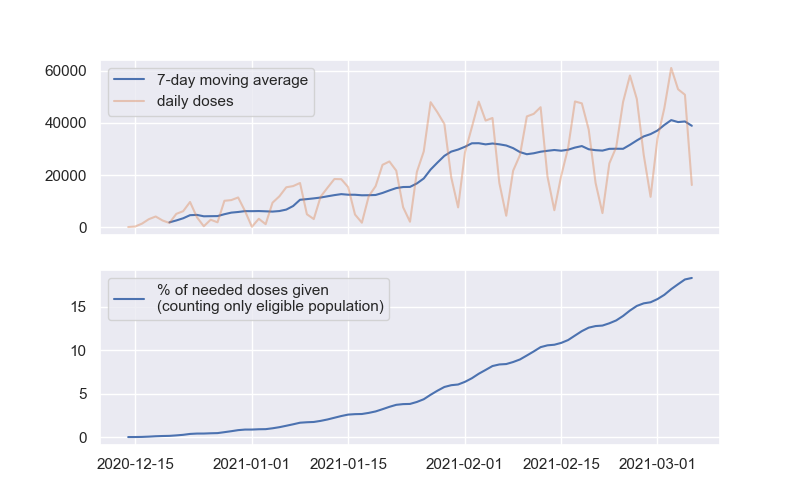 60000
40000
20000
0
7-day moving average
daily doses
15
10
5
0
% of needed doses given
(counting only eligible population)
2020-12-15 2021-01-01 2021-01-15 2021-02-01 2021-02-15 2021-03-01